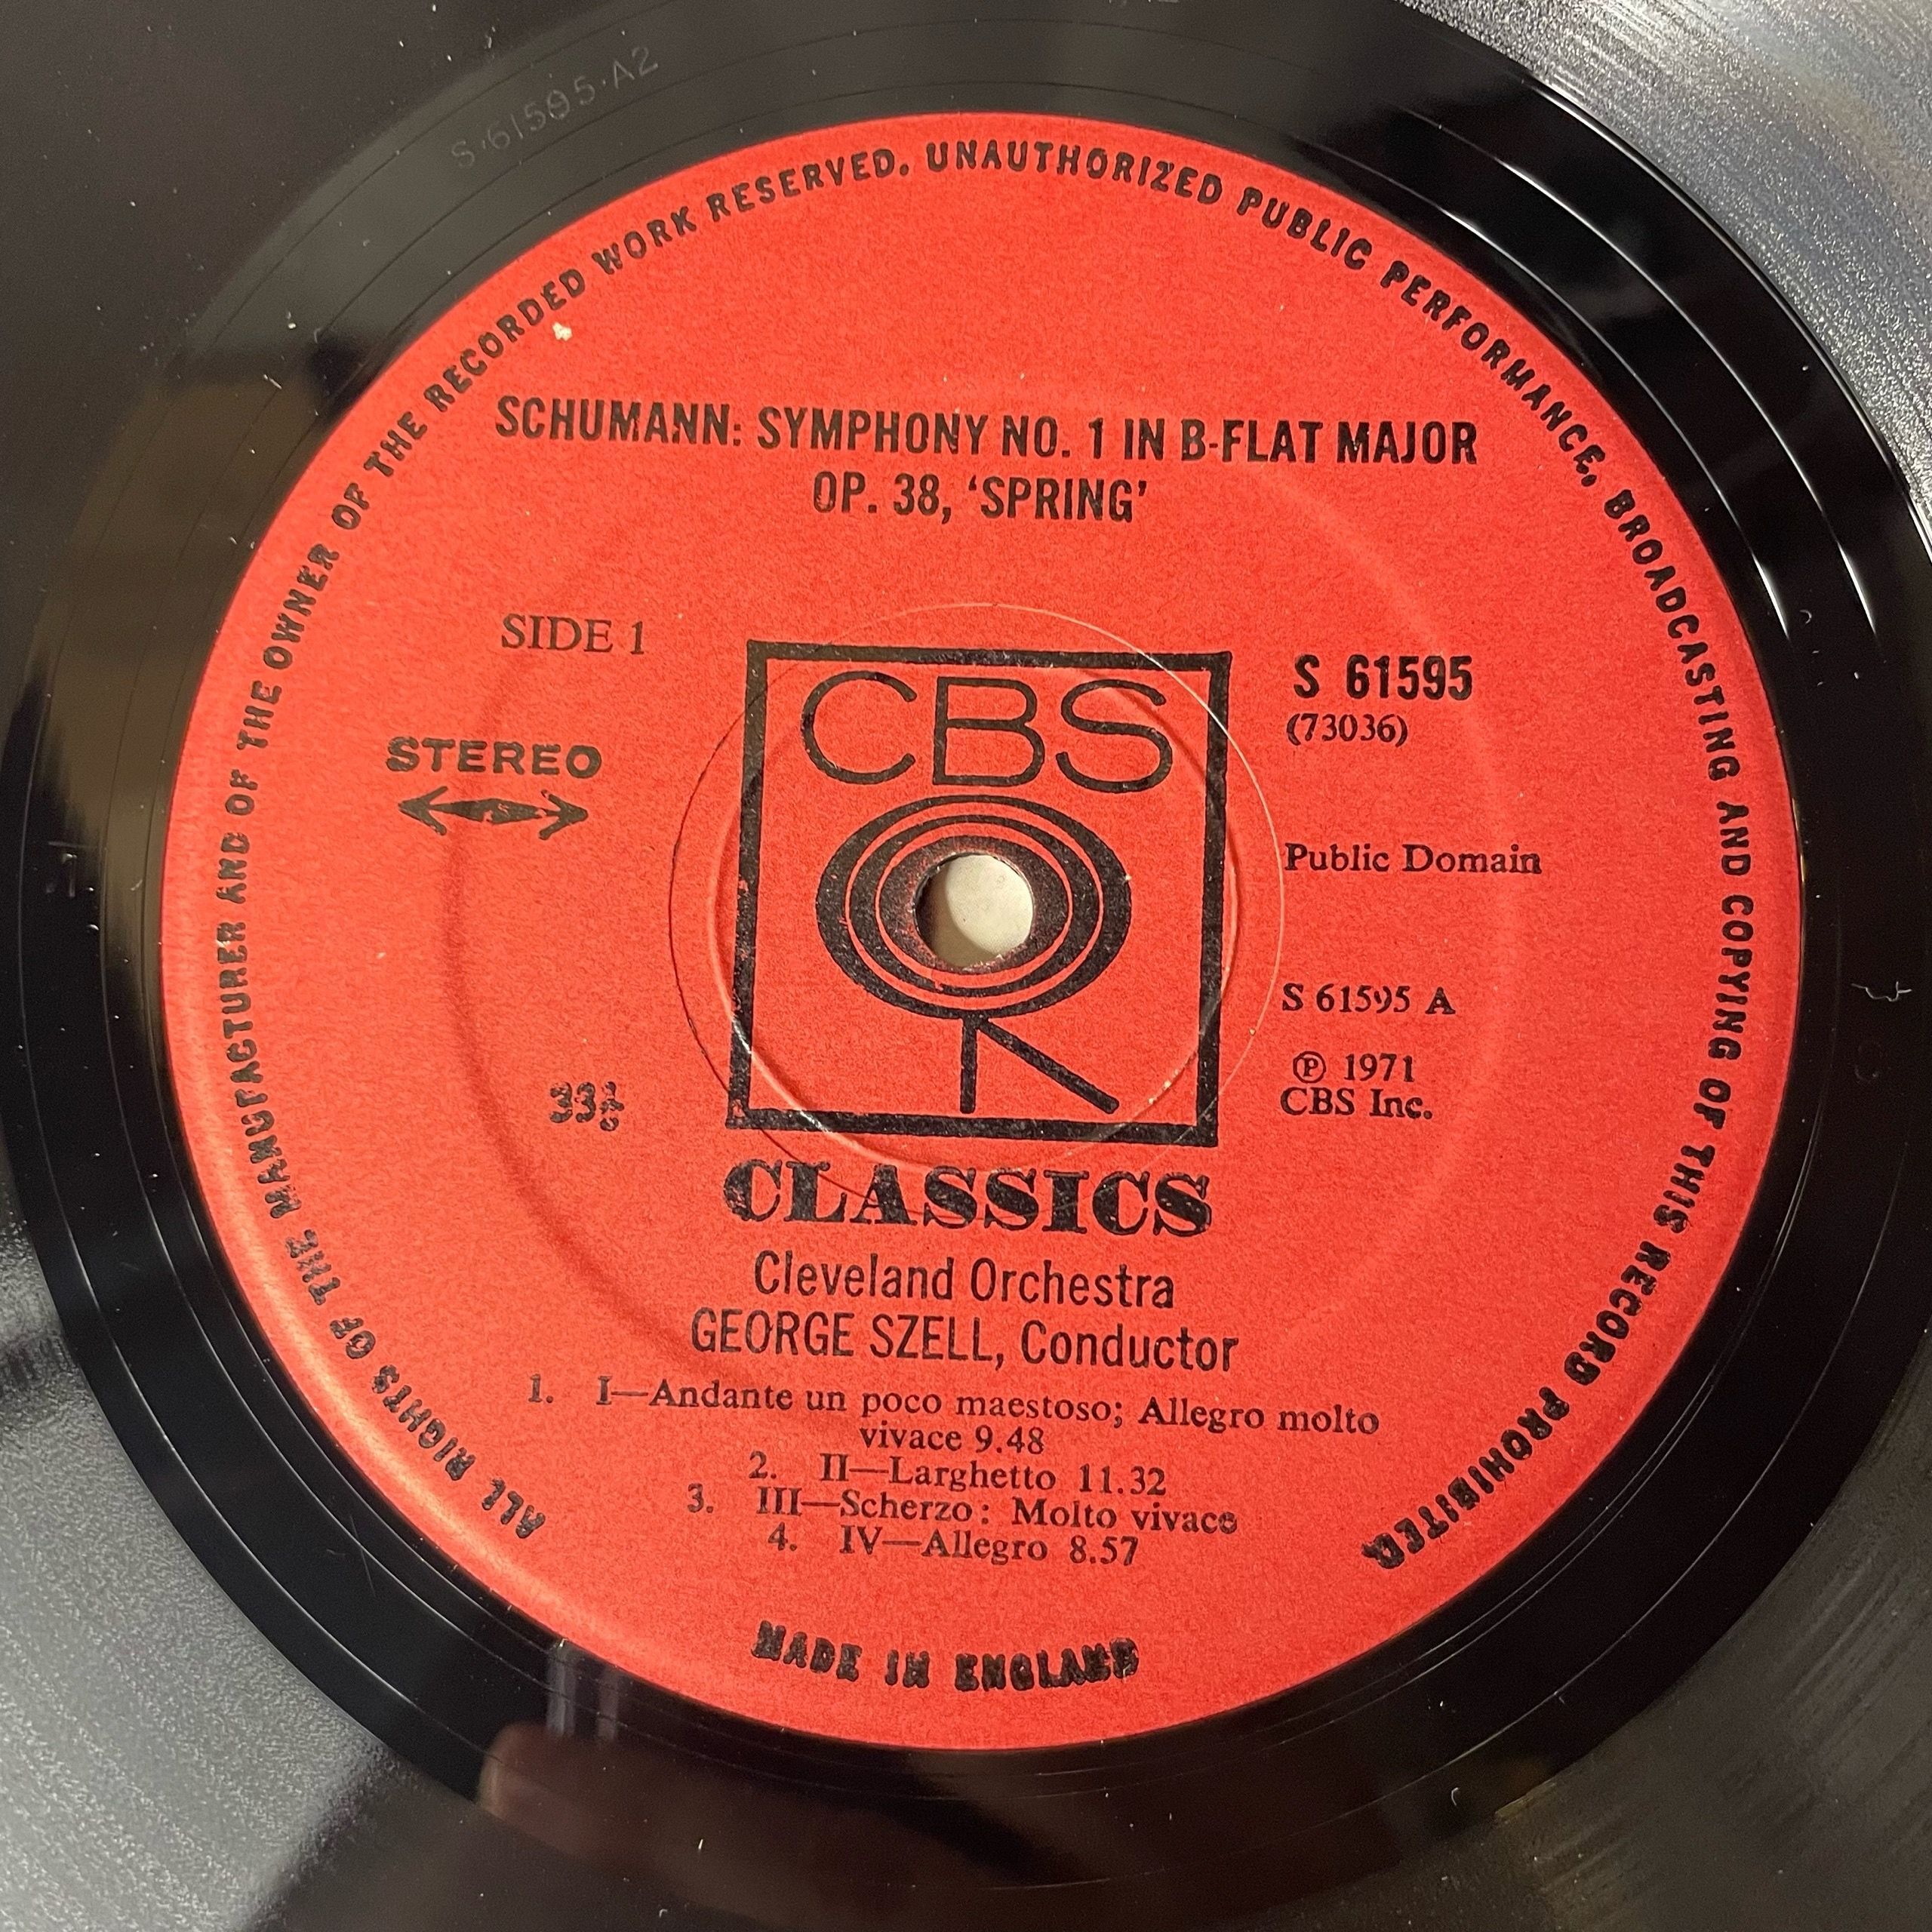 S·61595·A2
ALL RIGHTS OF THE MANUFACTURER AND OF THE OWNER OF THE RECORDED WORK RESERVED. UNAUTHORIZED PUBLIC PERFORMANCE, BROADCASTING AND COPYING OF THIS RECORD PROHIBITED.
SCHUMANN: SYMPHONY NO. 1 IN B-FLAT MAJOR
OP. 38, ‘SPRING’
SIDE 1
STEREO
33⅓
CBS
CLASSICS
S 61595
(73036)
Public Domain
S 61595 A
Ⓟ 1971
CBS Inc.
Cleveland Orchestra
GEORGE SZELL, Conductor
1. I—Andante un poco maestoso; Allegro molto
vivace 9.48
2. II—Larghetto 11.32
3. III—Scherzo: Molto vivace
4. IV—Allegro 8.57
MADE IN ENGLAND